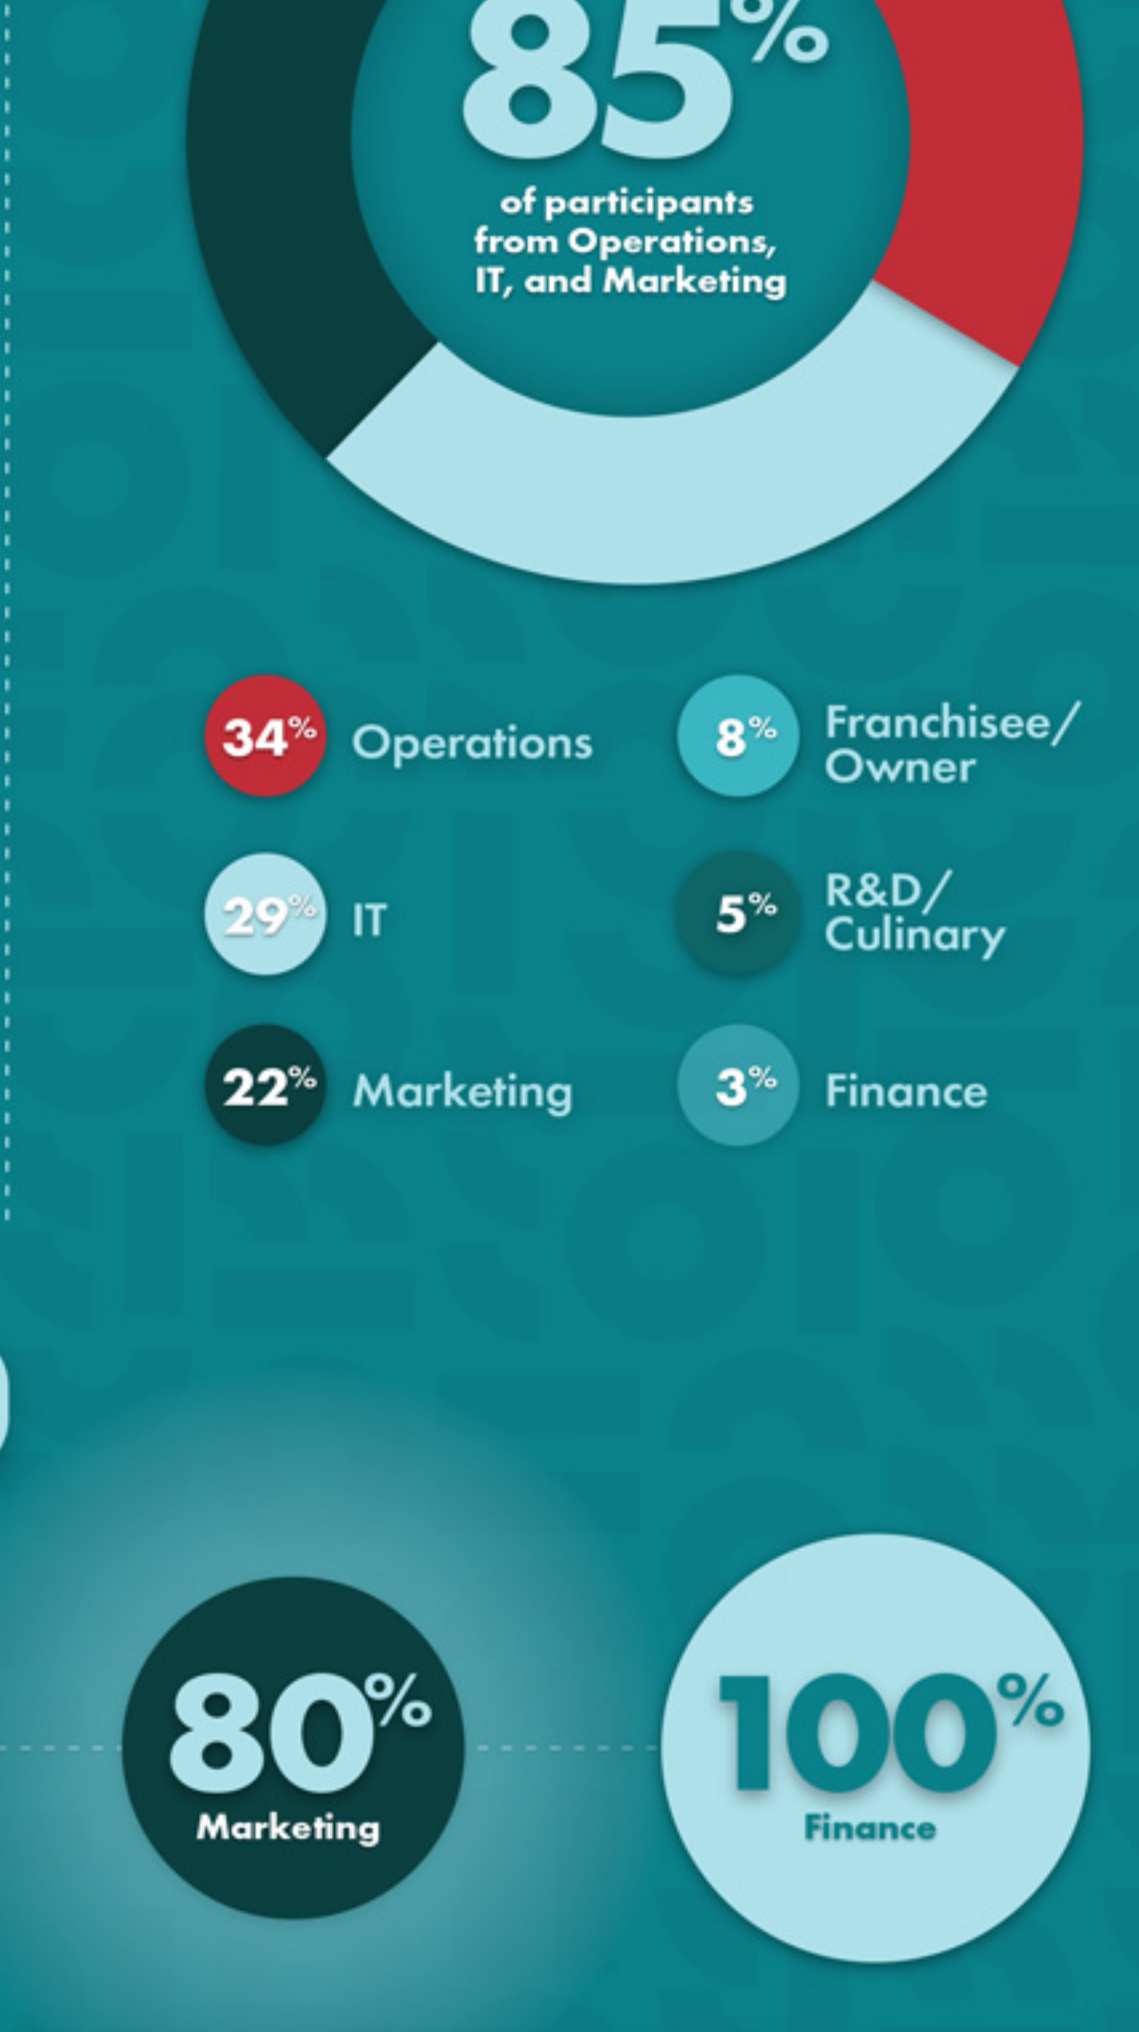 85%
of participants
from Operations,
IT, and Marketing
34% Operations
29% IT
22% Marketing
8% Franchisee/
Owner
5% R&D/
Culinary
3% Finance
80%
Marketing
100%
Finance